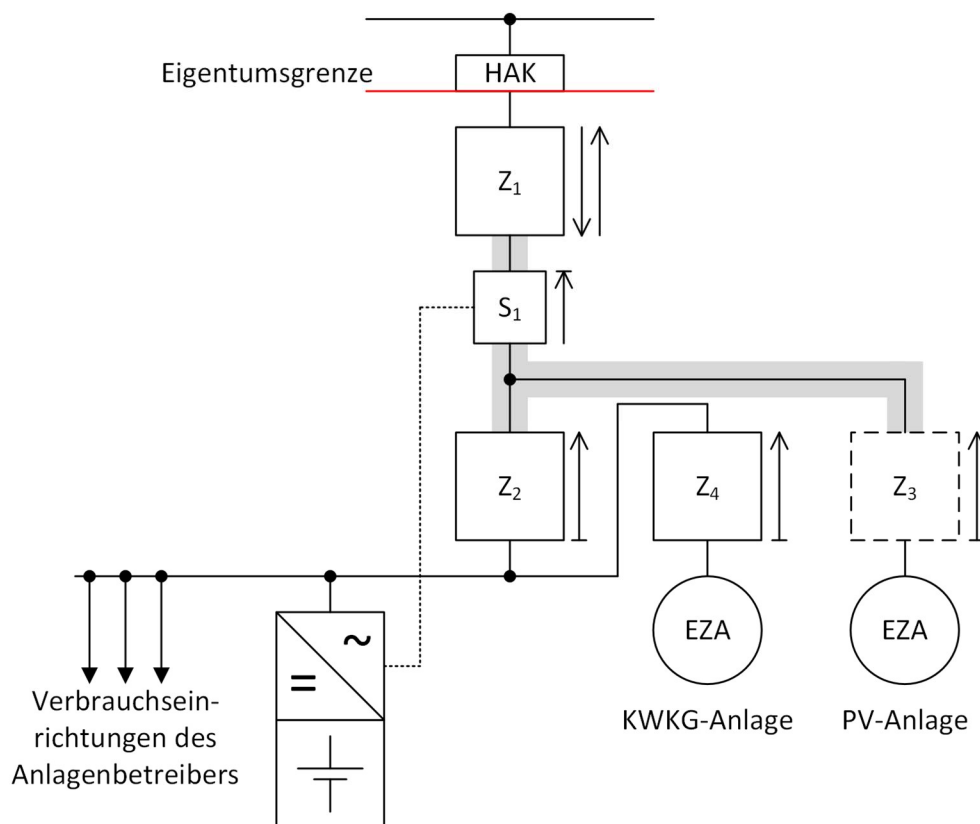 Eigentumsgrenze
HAK
Z₁
S₁
Z₂
Z₄
Z₃
~
=
EZA
EZA
KWKG-Anlage
PV-Anlage
Verbrauchsein-
richtungen des
Anlagenbetreibers